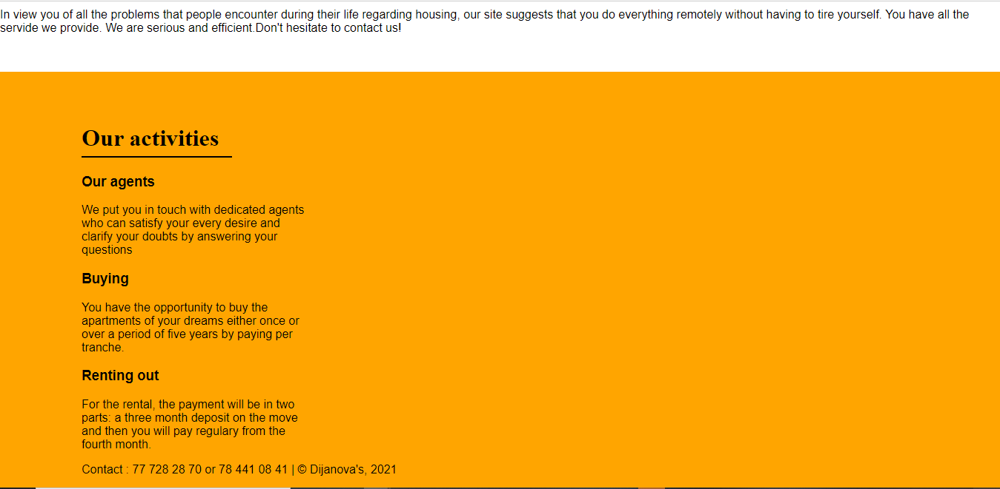 In view you of all the problems that people encounter during their life regarding housing, our site suggests that you do everything remotely without having to tire yourself. You have all the
servide we provide. We are serious and efficient.Don't hesitate to contact us!
Our activities
Our agents
We put you in touch with dedicated agents
who can satisfy your every desire and
clarify your doubts by answering your
questions
Buying
You have the opportunity to buy the
apartments of your dreams either once or
over a period of five years by paying per
tranche.
Renting out
For the rental, the payment will be in two
parts: a three month deposit on the move
and then you will pay regulary from the
fourth month.
Contact : 77 728 28 70 or 78 441 08 41 | © Dijanova's, 2021